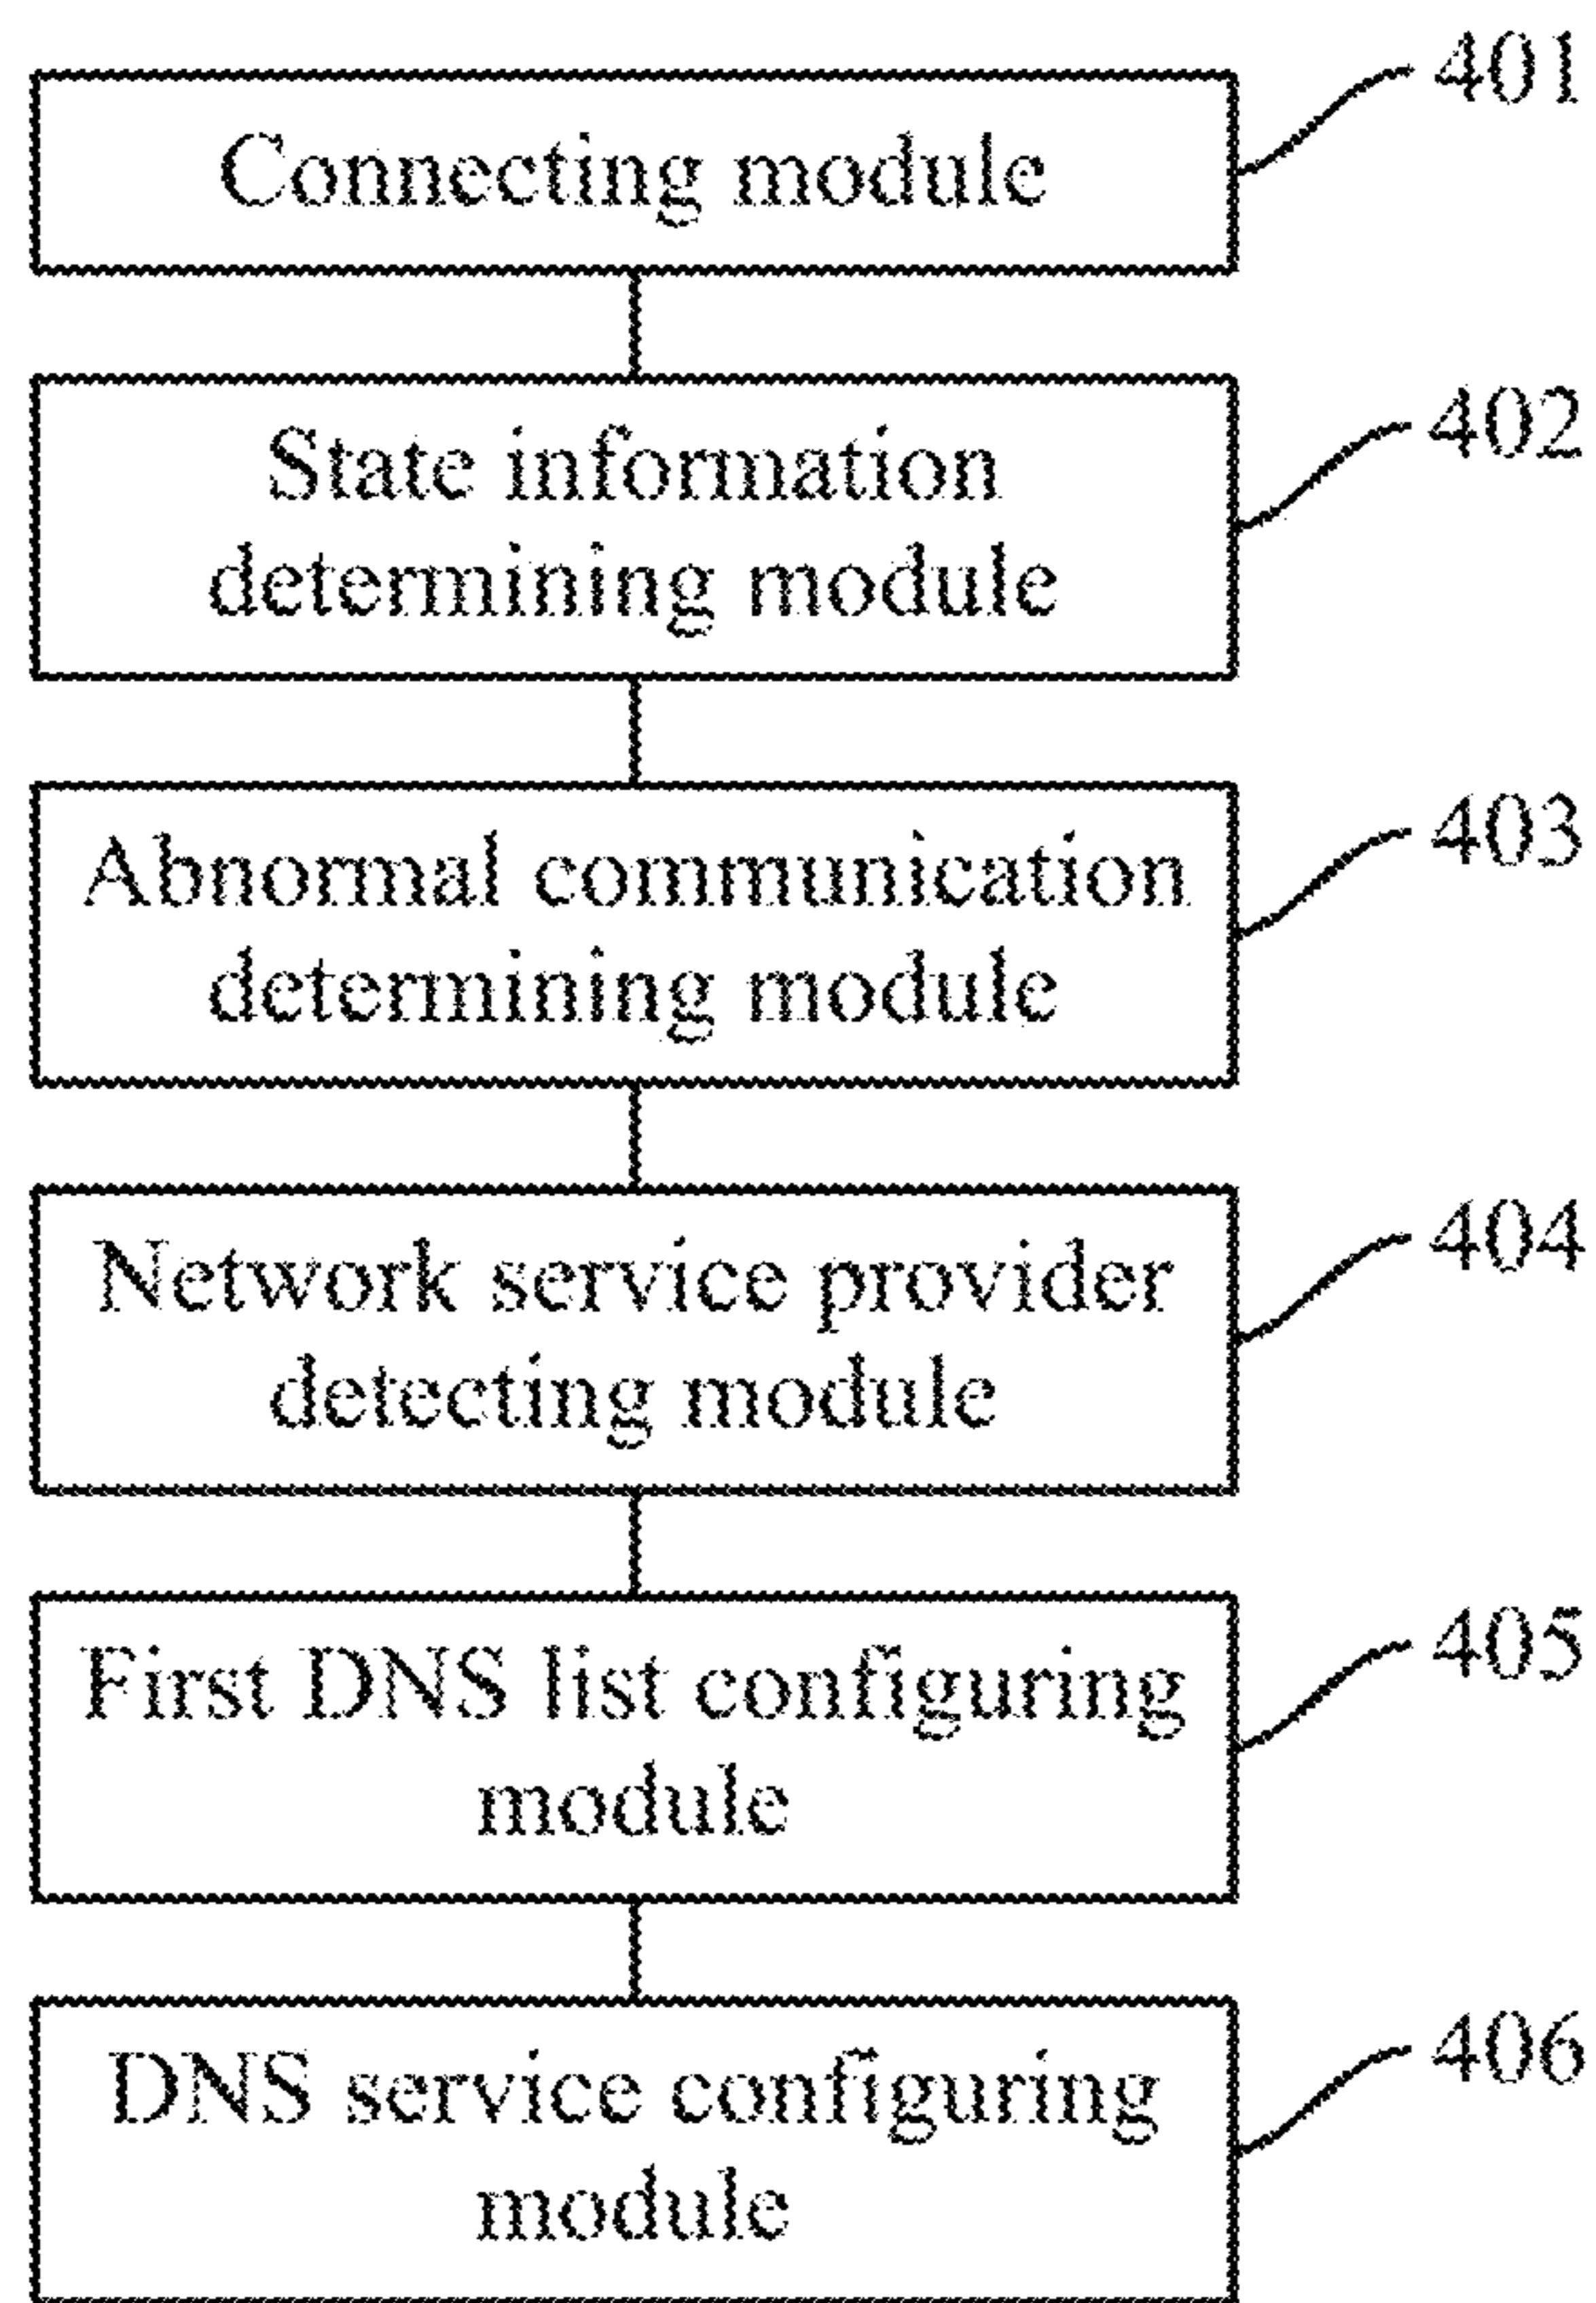 401
Connecting module
402
State information
determining module
403
Abnormal communication
determining module
404
Network service provider
detecting module
405
First DNS list configuring
module
406
DNS service configuring
module